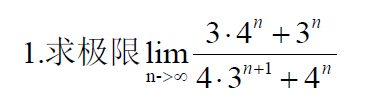 1.求极限 lim n->∞ (3·4^n + 3^n) / (4·3^{n+1} + 4^n)